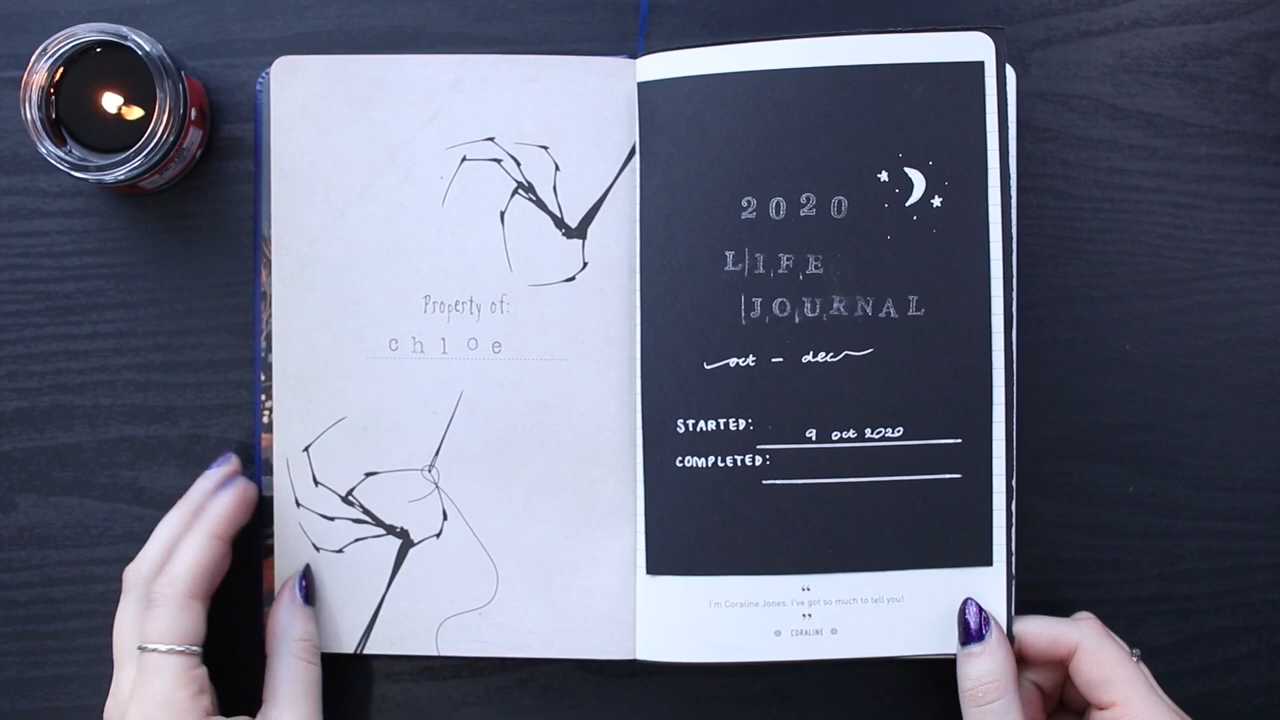 Property of:
chloe
2020
LIFE
JOURNAL
oct - dec
STARTED: 9 oct 2020
COMPLETED:
“
I'm Coraline Jones. I've got so much to tell you!
”
CORALINE